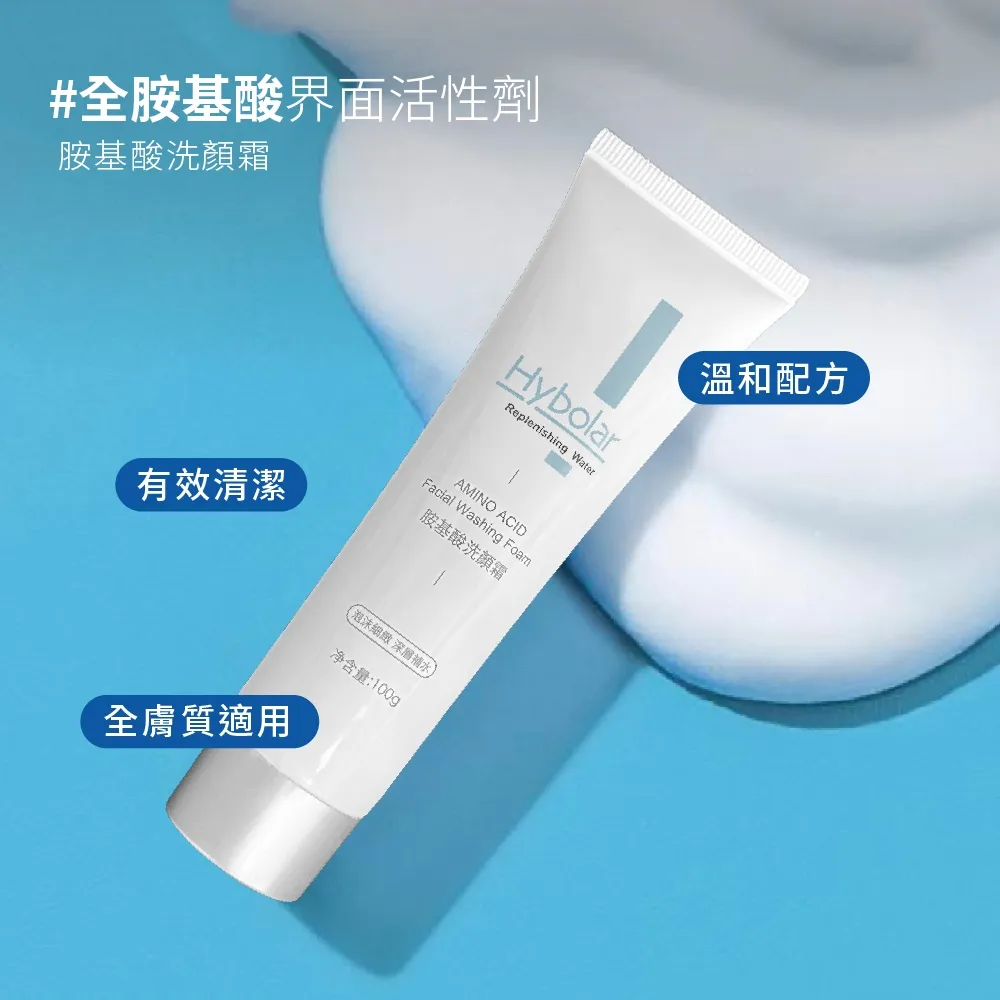 #全胺基酸界面活性劑
胺基酸洗顏霜
溫和配方
有效清潔
全膚質適用
Hybolar
Replenishing Water
AMINO ACID
Facial Washing Foam
胺基酸洗顏霜
泡沫細緻 深層補水
净含量:100g